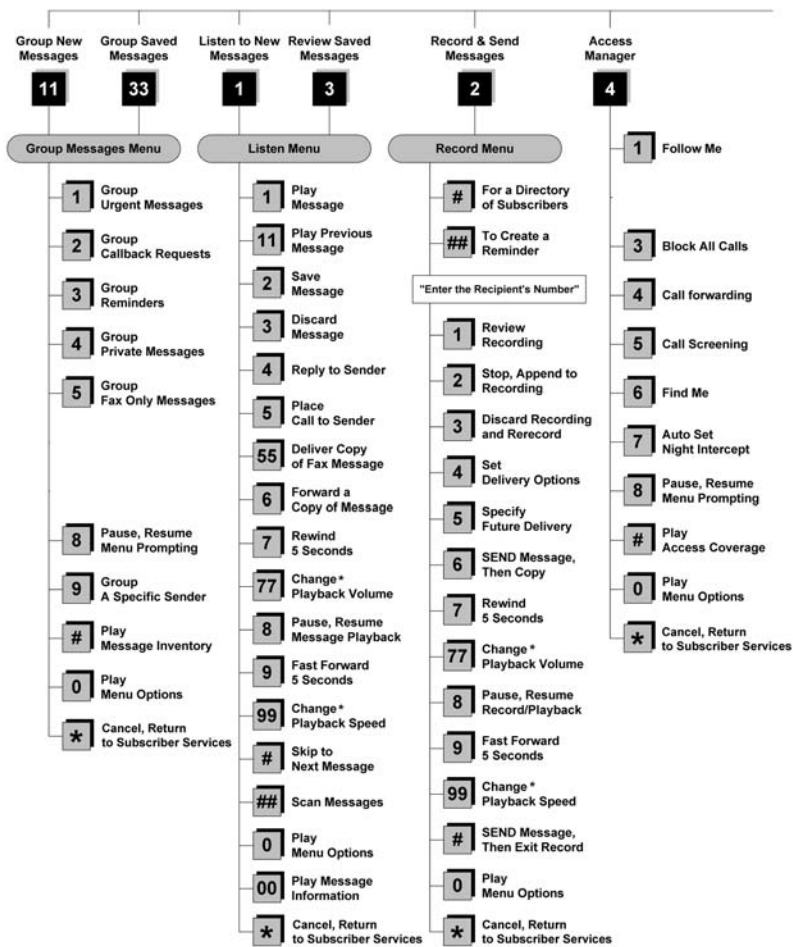 Group New
Messages
11
Group Saved
Messages
33
Listen to New
Messages
1
Review Saved
Messages
3
Record & Send
Messages
2
Access
Manager
4
Group Messages Menu
1
Group
Urgent Messages
2
Group
Callback Requests
3
Group
Reminders
4
Group
Private Messages
5
Group
Fax Only Messages
8
Pause, Resume
Menu Prompting
9
Group
A Specific Sender
#
Play
Message Inventory
0
Play
Menu Options
*
Cancel, Return
to Subscriber Services
Listen Menu
1
Play
Message
11
Play Previous
Message
2
Save
Message
3
Discard
Message
4
Reply to Sender
5
Place
Call to Sender
55
Deliver Copy
of Fax Message
6
Forward a
Copy of Message
7
Rewind
5 Seconds
77
Change*
Playback Volume
8
Pause, Resume
Message Playback
9
Fast Forward
5 Seconds
99
Change*
Playback Speed
#
Skip to
Next Message
##
Scan Messages
0
Play
Menu Options
00
Play Message
Information
*
Cancel, Return
to Subscriber Services
Record Menu
#
For a Directory
of Subscribers
##
To Create a
Reminder
"Enter the Recipient's Number"
1
Review
Recording
2
Stop, Append to
Recording
3
Discard Recording
and Rerecord
4
Set
Delivery Options
5
Specify
Future Delivery
6
SEND Message,
Then Copy
7
Rewind
5 Seconds
77
Change*
Playback Volume
8
Pause, Resume
Record/Playback
9
Fast Forward
5 Seconds
99
Change*
Playback Speed
#
SEND Message,
Then Exit Record
0
Play
Menu Options
*
Cancel, Return
to Subscriber Services
1
Follow Me
3
Block All Calls
4
Call forwarding
5
Call Screening
6
Find Me
7
Auto Set
Night Intercept
8
Pause, Resume
Menu Prompting
#
Play
Access Coverage
0
Play
Menu Options
*
Cancel, Return
to Subscriber Services